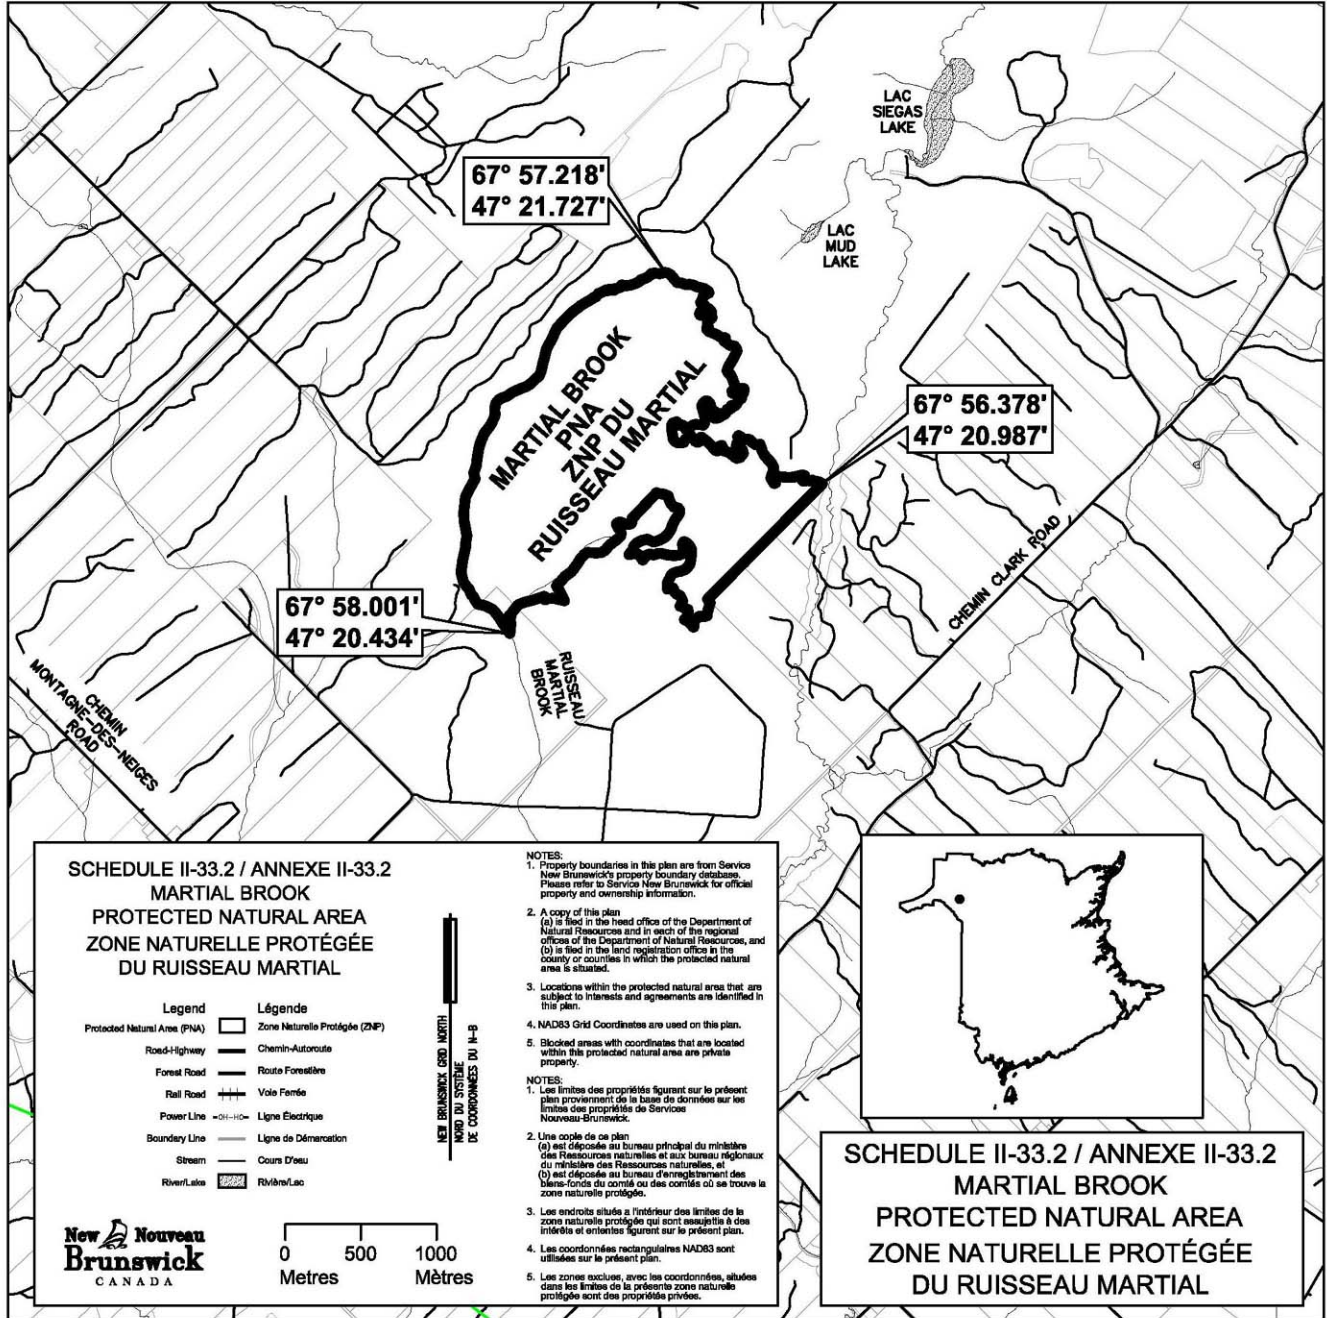 LAC
SIEGAS
LAKE
67° 57.218'
47° 21.727'
LAC
MUD
LAKE
MARTIAL BROOK
PNA
ZNP DU
RUISSEAU MARTIAL
67° 56.378'
47° 20.987'
CHEMIN CLARK ROAD
67° 58.001'
47° 20.434'
RUISSEAU
MARTIAL
BROOK
CHEMIN
MONTAGNE-DES-NEIGES
ROAD
SCHEDULE II-33.2 / ANNEXE II-33.2
MARTIAL BROOK
PROTECTED NATURAL AREA
ZONE NATURELLE PROTÉGÉE
DU RUISSEAU MARTIAL
Legend Légende
Protected Natural Area (PNA) Zone Naturelle Protégée (ZNP)
Road-Highway Chemin-Autoroute
Forest Road Route Forestière
Rail Road Voie Ferrée
Power Line -OH-HO- Ligne Électrique
Boundary Line Ligne de Démarcation
Stream Cours D'eau
River/Lake Rivière/Lac
NEW BRUNSWICK GRID NORTH
NORD DU SYSTÈME
DE COORDONNÉES DU N-B
New Nouveau
Brunswick
CANADA
0 500 1000
Metres Mètres
NOTES:
1. Property boundaries in this plan are from Service
New Brunswick's property boundary database.
Please refer to Service New Brunswick for official
property and ownership information.
2. A copy of this plan
(a) is filed in the head office of the Department of
Natural Resources and in each of the regional
offices of the Department of Natural Resources, and
(b) is filed in the land registration office in the
county or counties in which the protected natural
area is situated.
3. Locations within the protected natural area that are
subject to interests and agreements are identified in
this plan.
4. NAD83 Grid Coordinates are used on this plan.
5. Blocked areas with coordinates that are located
within this protected natural area are private
property.
NOTES:
1. Les limites des propriétés figurant sur le présent
plan proviennent de la base de données sur les
limites des propriétés de Services
Nouveau-Brunswick.
2. Une copie de ce plan
(a) est déposée au bureau principal du ministère
des Ressources naturelles et aux bureau régionaux
du ministère des Ressources naturelles, et
(b) est déposée au bureau d'enregistrement des
biens-fonds du comté ou des comtés où se trouve la
zone naturelle protégée.
3. Les endroits situés a l'intérieur des limites de la
zone naturelle protégée qui sont assujettis à des
intérêts et ententes figurant sur le présent plan.
4. Les coordonnées rectangulaires NAD83 sont
utilisées sur le présent plan.
5. Les zones exclues, avec les coordonnées, situées
dans les limites de la présente zone naturelle
protégée sont des propriétés privées.
SCHEDULE II-33.2 / ANNEXE II-33.2
MARTIAL BROOK
PROTECTED NATURAL AREA
ZONE NATURELLE PROTÉGÉE
DU RUISSEAU MARTIAL